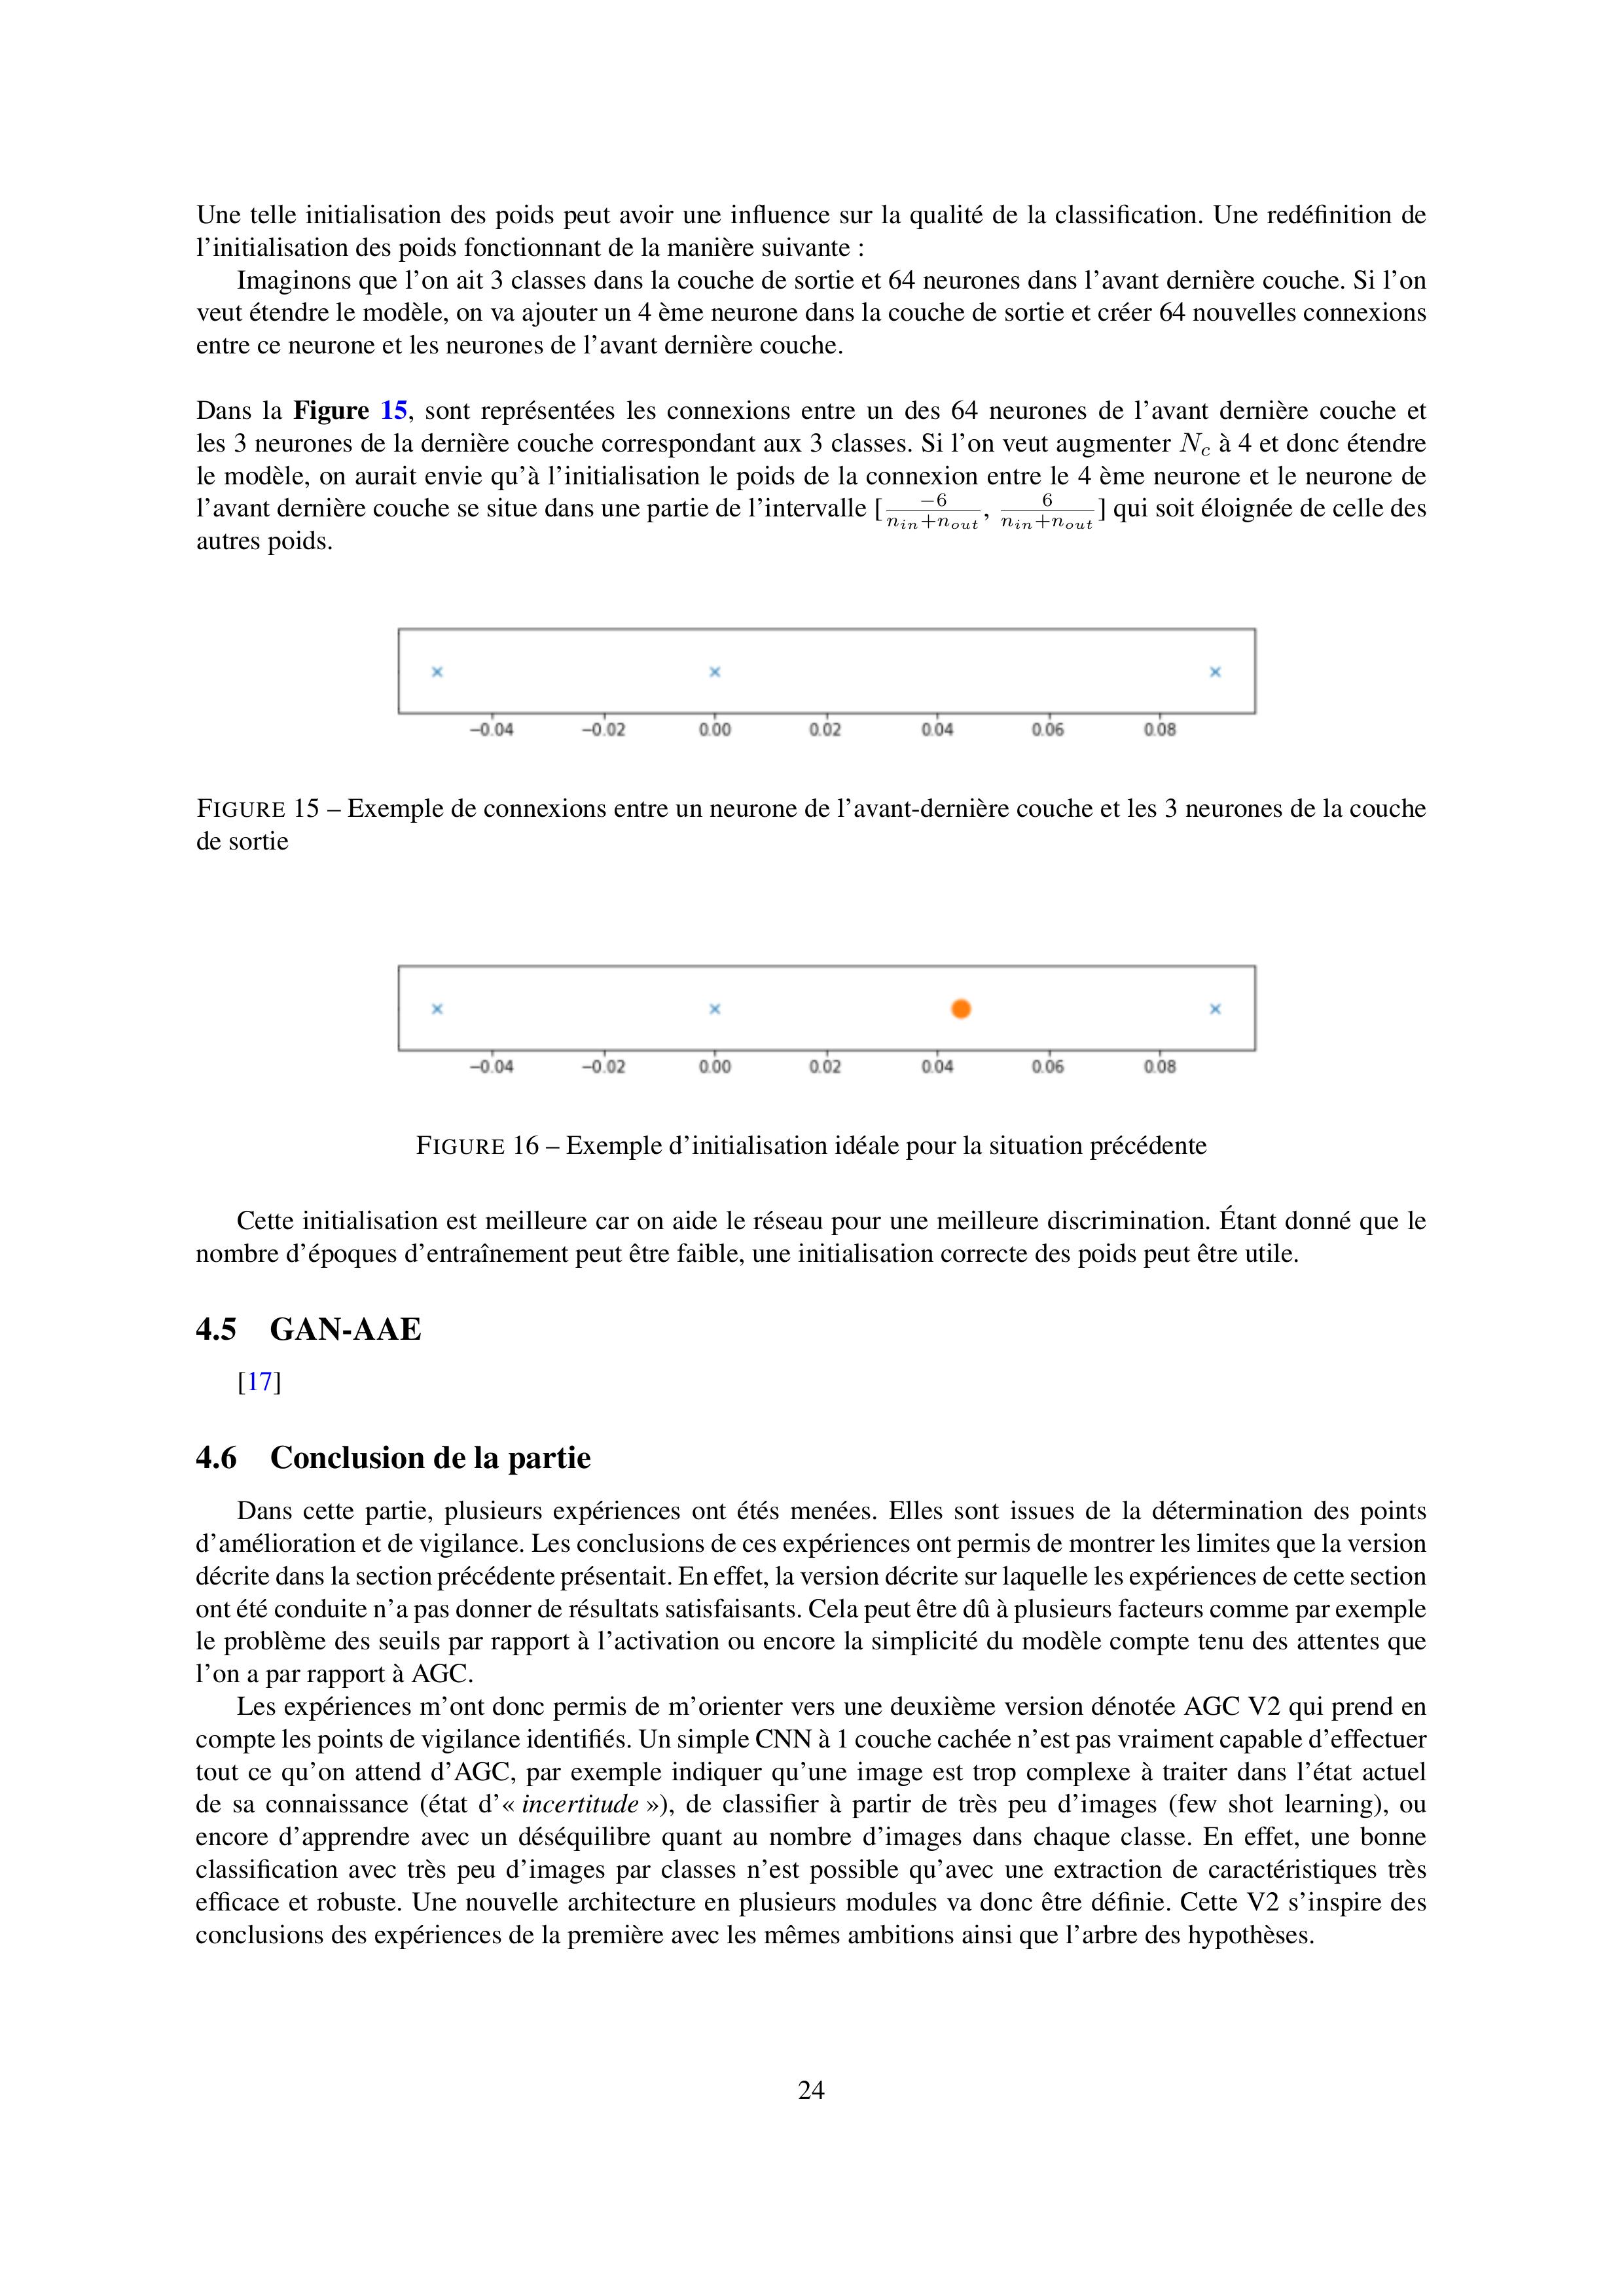 Une telle initialisation des poids peut avoir une influence sur la qualité de la classification. Une redéfinition de
l'initialisation des poids fonctionnant de la manière suivante :
Imaginons que l'on ait 3 classes dans la couche de sortie et 64 neurones dans l'avant dernière couche. Si l'on
veut étendre le modèle, on va ajouter un 4 ème neurone dans la couche de sortie et créer 64 nouvelles connexions
entre ce neurone et les neurones de l'avant dernière couche.
Dans la Figure 15, sont représentées les connexions entre un des 64 neurones de l'avant dernière couche et
les 3 neurones de la dernière couche correspondant aux 3 classes. Si l'on veut augmenter $N_c$ à 4 et donc étendre
le modèle, on aurait envie qu'à l'initialisation le poids de la connexion entre le 4 ème neurone et le neurone de
l'avant dernière couche se situe dans une partie de l'intervalle $[\frac{-6}{n_{in}+n_{out}}, \frac{6}{n_{in}+n_{out}}]$ qui soit éloignée de celle des
autres poids.
−0.04 −0.02 0.00 0.02 0.04 0.06 0.08
FIGURE 15 – Exemple de connexions entre un neurone de l'avant-dernière couche et les 3 neurones de la couche
de sortie
−0.04 −0.02 0.00 0.02 0.04 0.06 0.08
FIGURE 16 – Exemple d'initialisation idéale pour la situation précédente
Cette initialisation est meilleure car on aide le réseau pour une meilleure discrimination. Étant donné que le
nombre d'époques d'entraînement peut être faible, une initialisation correcte des poids peut être utile.
4.5 GAN-AAE
[17]
4.6 Conclusion de la partie
Dans cette partie, plusieurs expériences ont étés menées. Elles sont issues de la détermination des points
d'amélioration et de vigilance. Les conclusions de ces expériences ont permis de montrer les limites que la version
décrite dans la section précédente présentait. En effet, la version décrite sur laquelle les expériences de cette section
ont été conduite n'a pas donner de résultats satisfaisants. Cela peut être dû à plusieurs facteurs comme par exemple
le problème des seuils par rapport à l'activation ou encore la simplicité du modèle compte tenu des attentes que
l'on a par rapport à AGC.
Les expériences m'ont donc permis de m'orienter vers une deuxième version dénotée AGC V2 qui prend en
compte les points de vigilance identifiés. Un simple CNN à 1 couche cachée n'est pas vraiment capable d'effectuer
tout ce qu'on attend d'AGC, par exemple indiquer qu'une image est trop complexe à traiter dans l'état actuel
de sa connaissance (état d'« incertitude »), de classifier à partir de très peu d'images (few shot learning), ou
encore d'apprendre avec un déséquilibre quant au nombre d'images dans chaque classe. En effet, une bonne
classification avec très peu d'images par classes n'est possible qu'avec une extraction de caractéristiques très
efficace et robuste. Une nouvelle architecture en plusieurs modules va donc être définie. Cette V2 s'inspire des
conclusions des expériences de la première avec les mêmes ambitions ainsi que l'arbre des hypothèses.
24